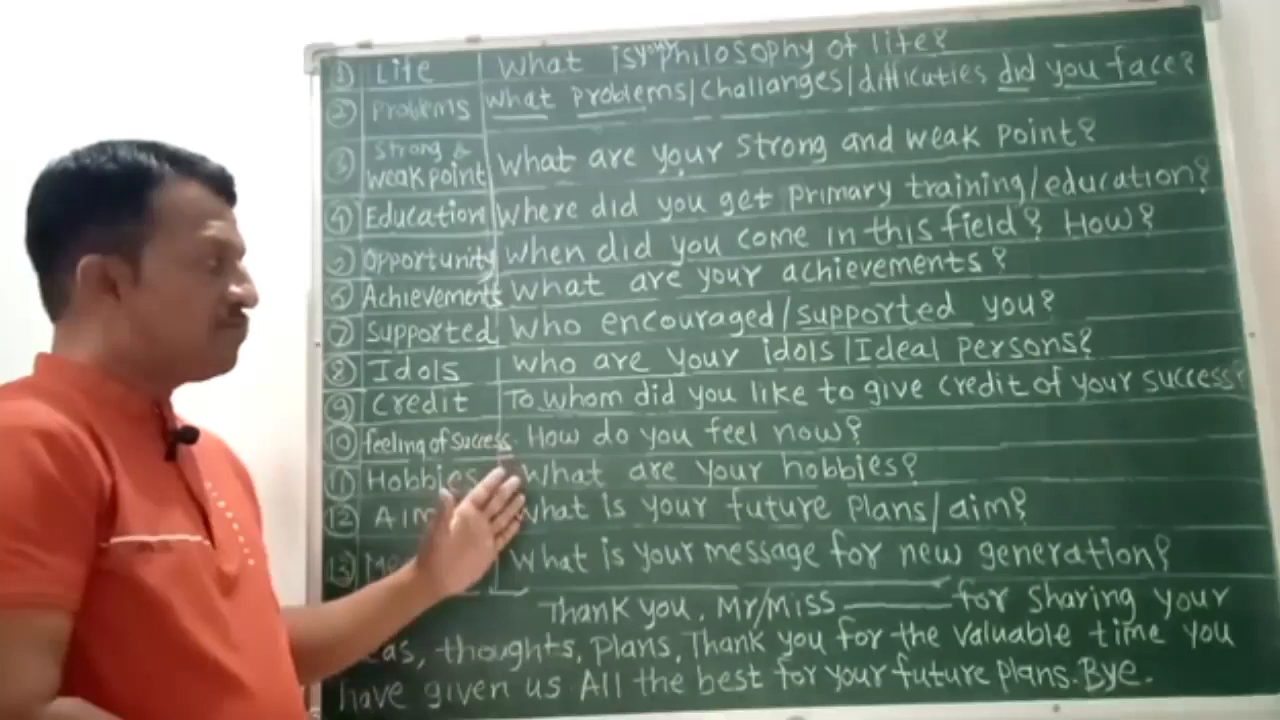 ① Life What is your philosophy of life?
② Problems What problems/challanges/difficuties did you face?
③ Strong & weak point What are your strong and weak point?
④ Education Where did you get primary training/education?
⑤ Opportunity When did you come in this field? How?
⑥ Achievements What are your achievements?
⑦ Supported Who encouraged/supported you?
⑧ Idols Who are your idols/Ideal persons?
⑨ Credit To whom did you like to give credit of your success?
⑩ feeling of Success. How do you feel now?
⑪ Hobbies What are your hobbies?
⑫ Aim What is your future plans/aim?
⑬ What is your message for new generation?
Thank you, Mr/Miss ______ for sharing your
thoughts, Plans, Thank you for the valuable time you
have given us. All the best for your future plans. Bye.